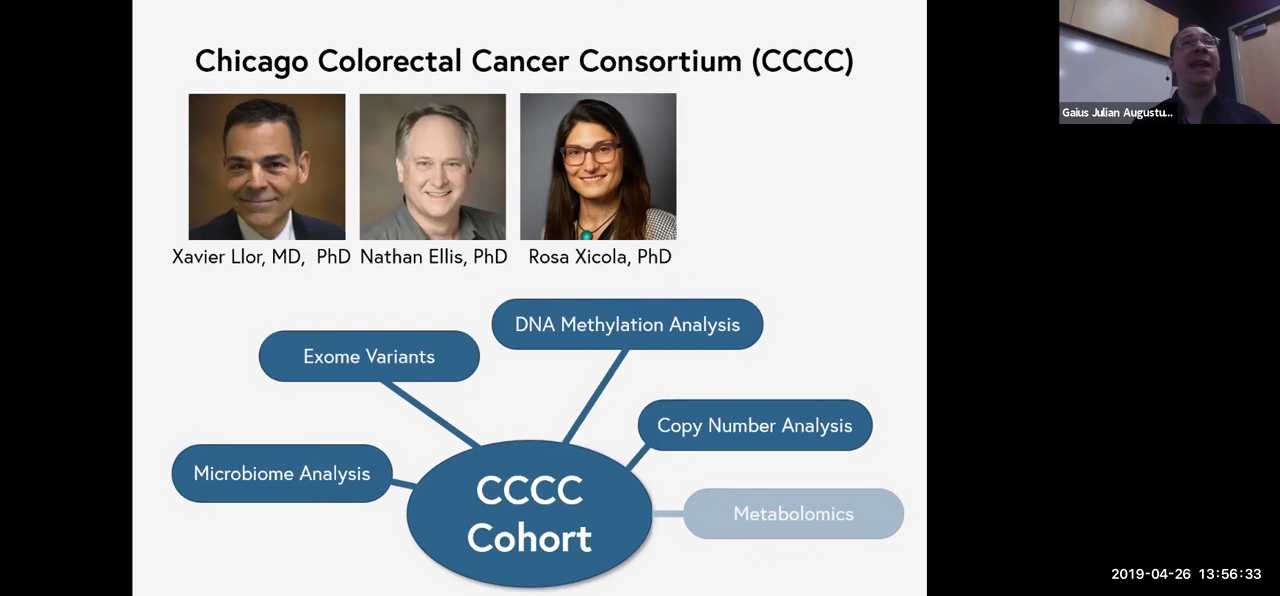 Chicago Colorectal Cancer Consortium (CCCC)
Gaius Julian Augustu...
Xavier Llor, MD, PhD
Nathan Ellis, PhD
Rosa Xicola, PhD
DNA Methylation Analysis
Exome Variants
Copy Number Analysis
Microbiome Analysis
CCCC
Cohort
Metabolomics
2019-04-26 13:56:33